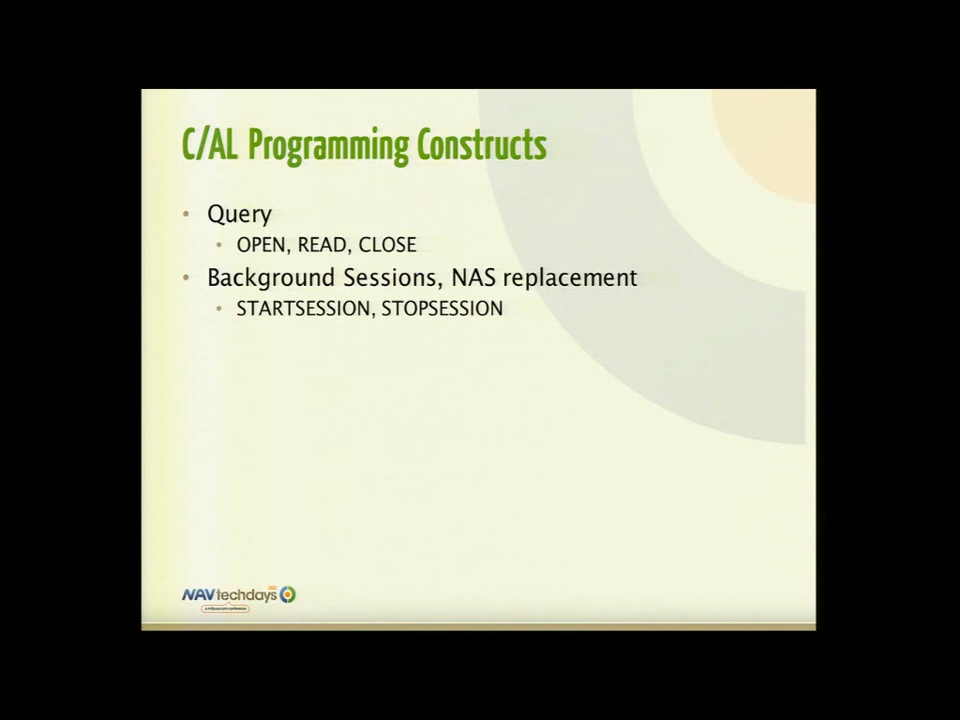 C/AL Programming Constructs
• Query
• OPEN, READ, CLOSE
• Background Sessions, NAS replacement
• STARTSESSION, STOPSESSION
NAVtechdays